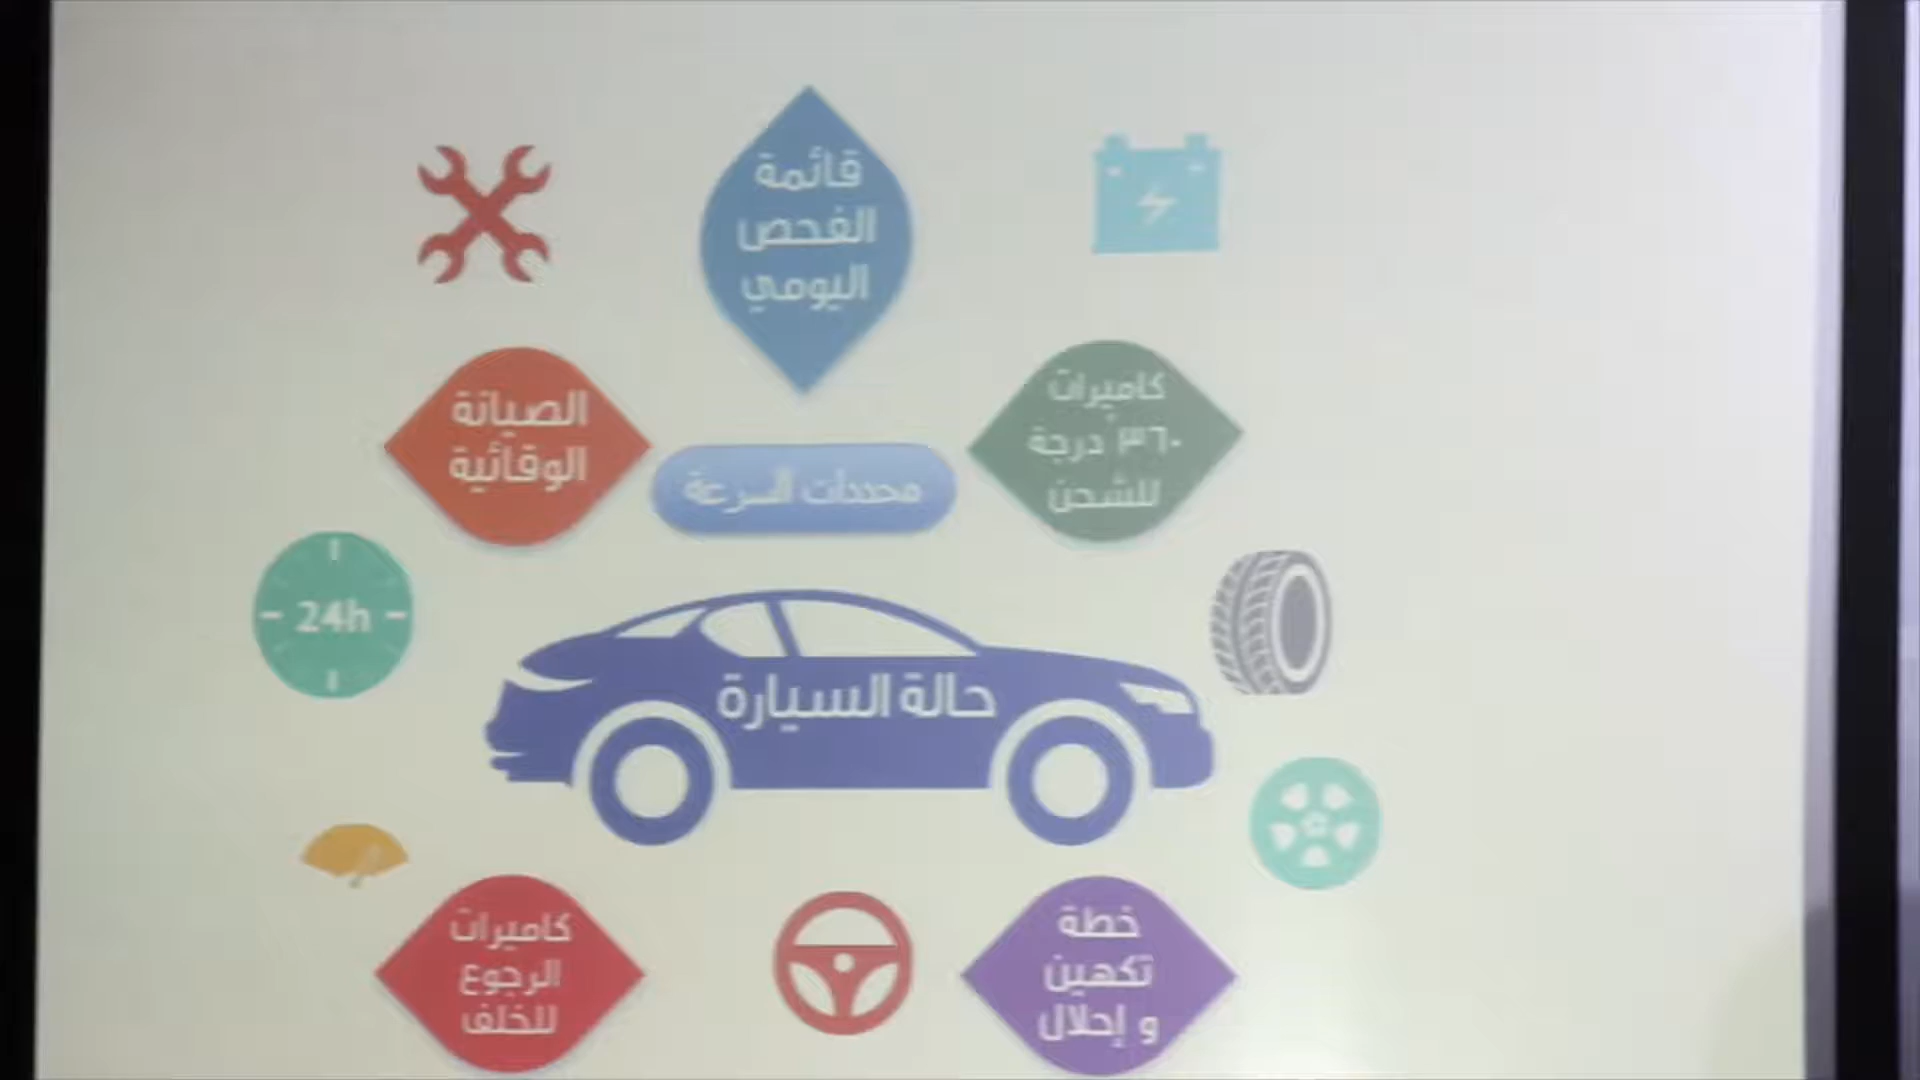 قائمة
الفحص
اليومي
كاميرات
٣٦٠ درجة
للشحن
الصيانة
الوقائية
محددات السرعة
24h
حالة السيارة
خطة
تكهين
و إحلال
كاميرات
الرجوع
للخلف